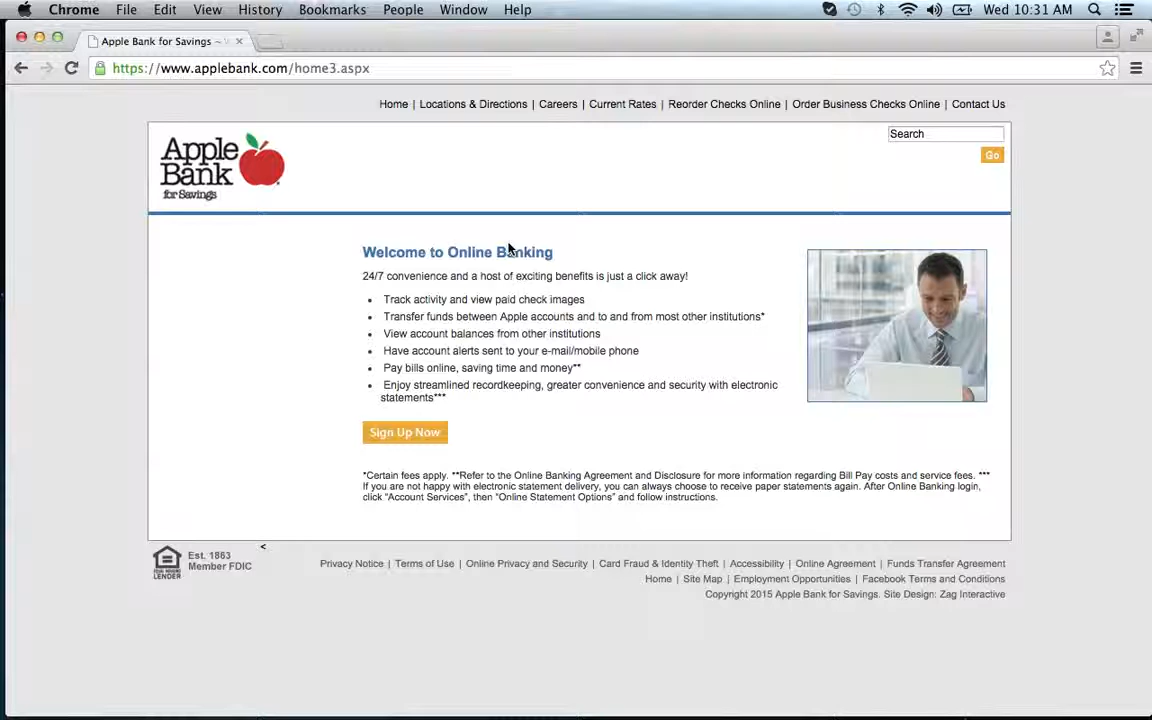 Chrome File Edit View History Bookmarks People Window Help Wed 10:31 AM
Apple Bank for Savings ~
https://www.applebank.com/home3.aspx
Home | Locations & Directions | Careers | Current Rates | Reorder Checks Online | Order Business Checks Online | Contact Us
Search
Go
Apple
Bank
for Savings
Welcome to Online Banking
24/7 convenience and a host of exciting benefits is just a click away!
• Track activity and view paid check images
• Transfer funds between Apple accounts and to and from most other institutions*
• View account balances from other institutions
• Have account alerts sent to your e-mail/mobile phone
• Pay bills online, saving time and money**
• Enjoy streamlined recordkeeping, greater convenience and security with electronic
statements***
Sign Up Now
*Certain fees apply. **Refer to the Online Banking Agreement and Disclosure for more information regarding Bill Pay costs and service fees. ***
If you are not happy with electronic statement delivery, you can always choose to receive paper statements again. After Online Banking login,
click “Account Services”, then “Online Statement Options” and follow instructions.
<
Est. 1863
Member FDIC
EQUAL HOUSING
LENDER
Privacy Notice | Terms of Use | Online Privacy and Security | Card Fraud & Identity Theft | Accessibility | Online Agreement | Funds Transfer Agreement
Home | Site Map | Employment Opportunities | Facebook Terms and Conditions
Copyright 2015 Apple Bank for Savings. Site Design: Zag Interactive